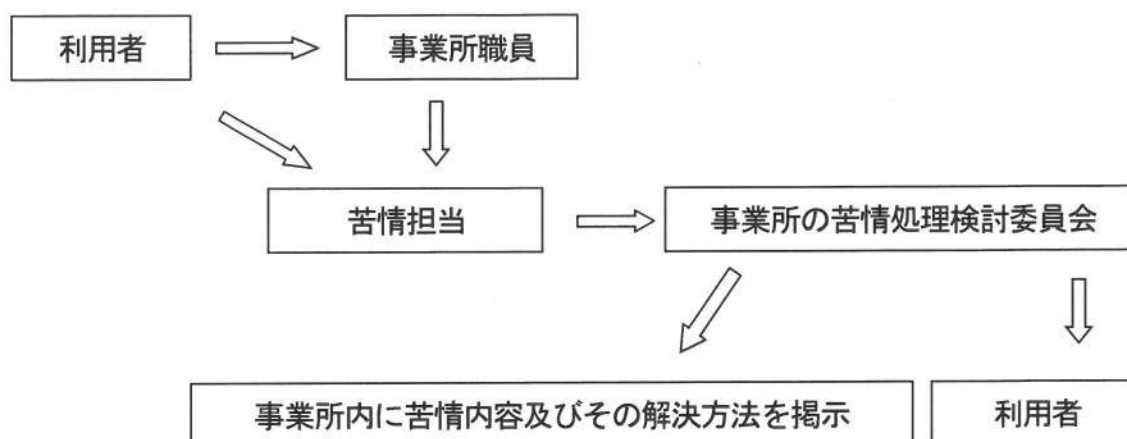 利用者
事業所職員
苦情担当
事業所の苦情処理検討委員会
事業所内に苦情内容及びその解決方法を掲示
利用者